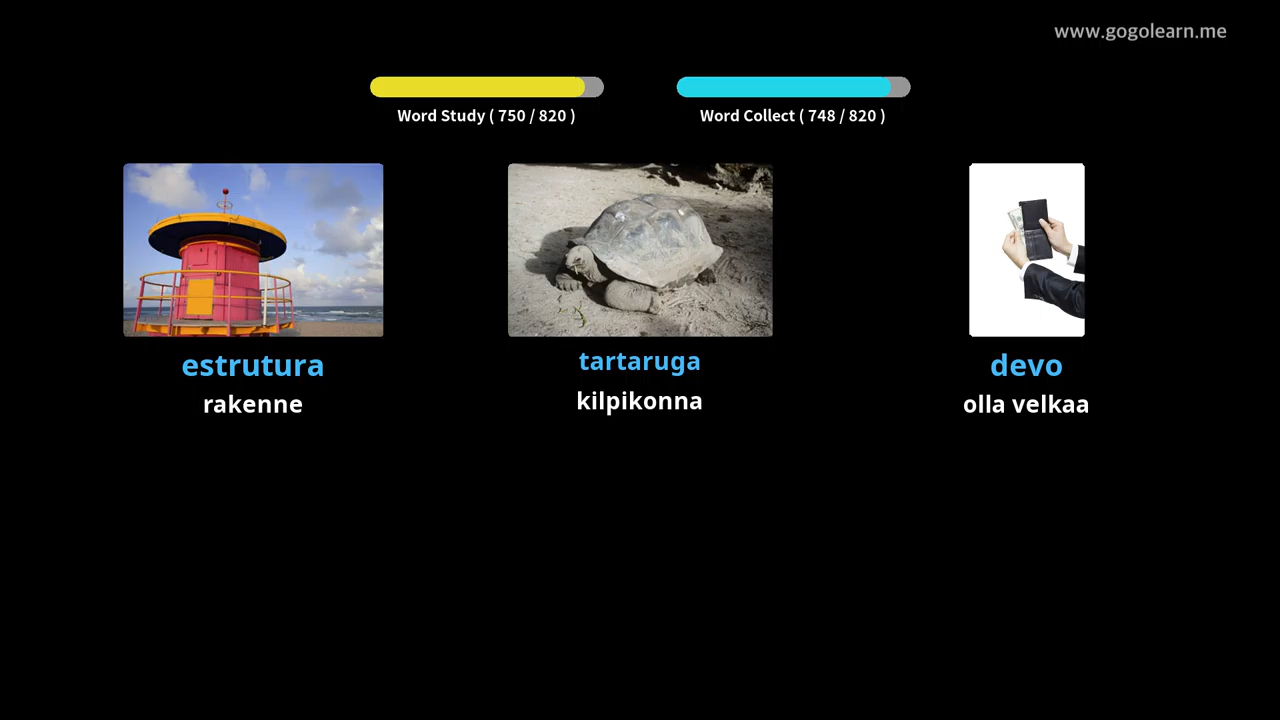 www.gogolearn.me
Word Study ( 750 / 820 )
Word Collect ( 748 / 820 )
estrutura
rakenne
tartaruga
kilpikonna
devo
olla velkaa